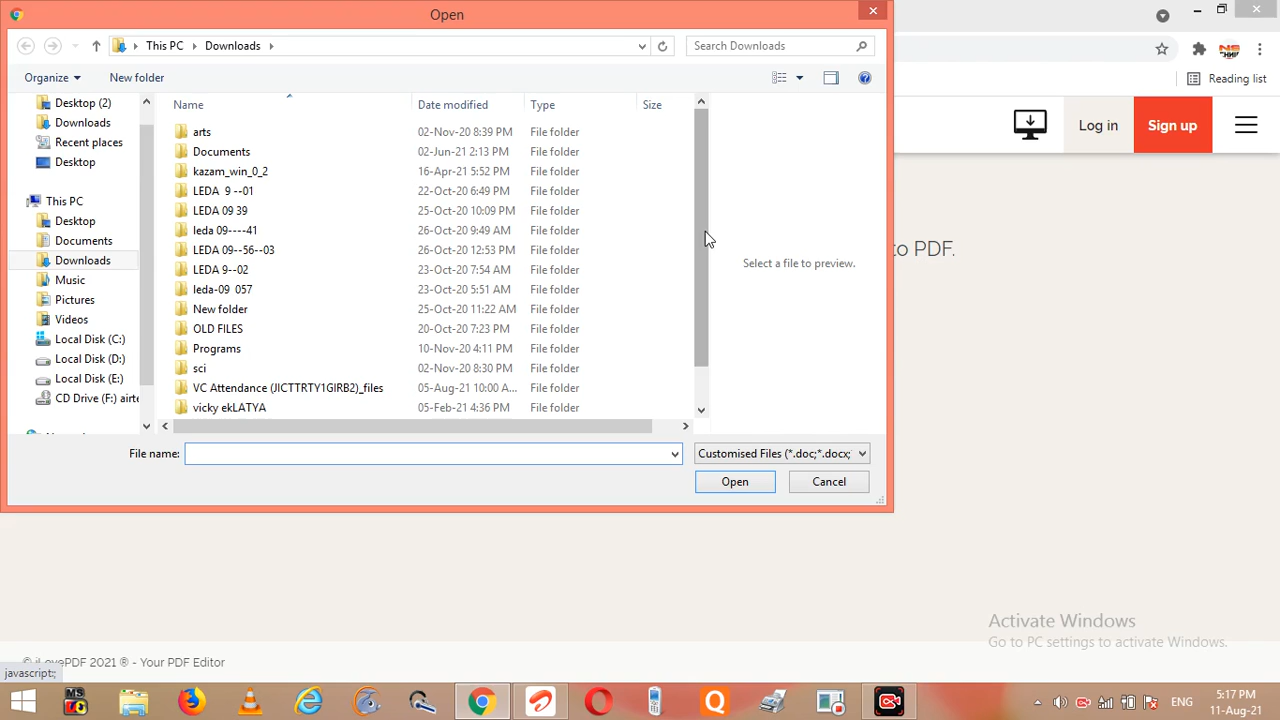 Open
This PC
Downloads
Search Downloads
Organize
New folder
Name
Date modified
Type
Size
Desktop (2)
Downloads
Recent places
Desktop
This PC
Desktop
Documents
Downloads
Music
Pictures
Videos
Local Disk (C:)
Local Disk (D:)
Local Disk (E:)
CD Drive (F:) airte
arts 02-Nov-20 8:39 PM File folder
Documents 02-Jun-21 2:13 PM File folder
kazam_win_0_2 16-Apr-21 5:52 PM File folder
LEDA 9 --01 22-Oct-20 6:49 PM File folder
LEDA 09 39 25-Oct-20 10:09 PM File folder
leda 09----41 26-Oct-20 9:49 AM File folder
LEDA 09--56--03 26-Oct-20 12:53 PM File folder
LEDA 9--02 23-Oct-20 7:54 AM File folder
leda-09 057 23-Oct-20 5:51 AM File folder
New folder 25-Oct-20 11:22 AM File folder
OLD FILES 20-Oct-20 7:23 PM File folder
Programs 10-Nov-20 4:11 PM File folder
sci 02-Nov-20 8:30 PM File folder
VC Attendance (JICTTRTY1GIRB2)_files 05-Aug-21 10:00 A... File folder
vicky ekLATYA 05-Feb-21 4:36 PM File folder
Select a file to preview.
File name:
Customised Files (*.doc;*.docx;
Open
Cancel
Reading list
Log in
Sign up
to PDF.
Activate Windows
Go to PC settings to activate Windows.
© iLovePDF 2021 ® - Your PDF Editor
javascript:;
ENG
5:17 PM
11-Aug-21